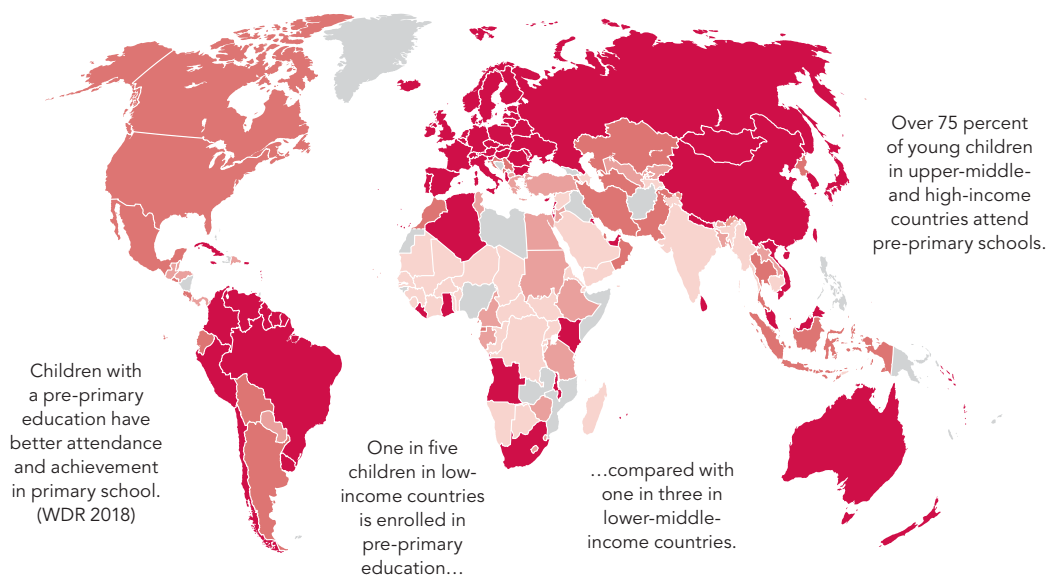 Over 75 percent
of young children
in upper-middle-
and high-income
countries attend
pre-primary schools.
Children with
a pre-primary
education have
better attendance
and achievement
in primary school.
(WDR 2018)
One in five
children in low-
income countries
is enrolled in
pre-primary
education…
…compared with
one in three in
lower-middle-
income countries.